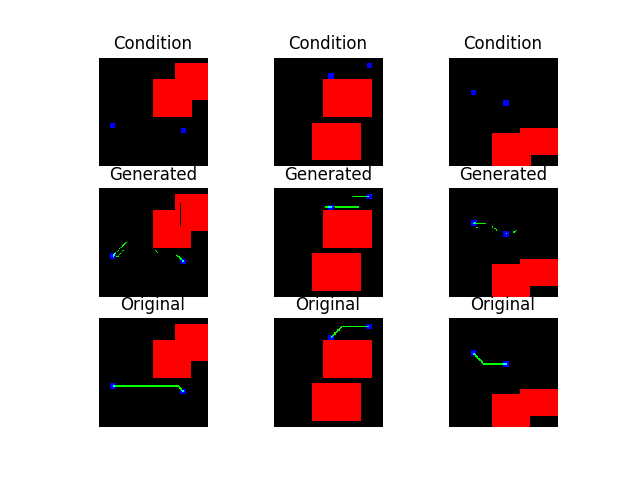 Condition Condition Condition
Generated Generated Generated
Original Original Original